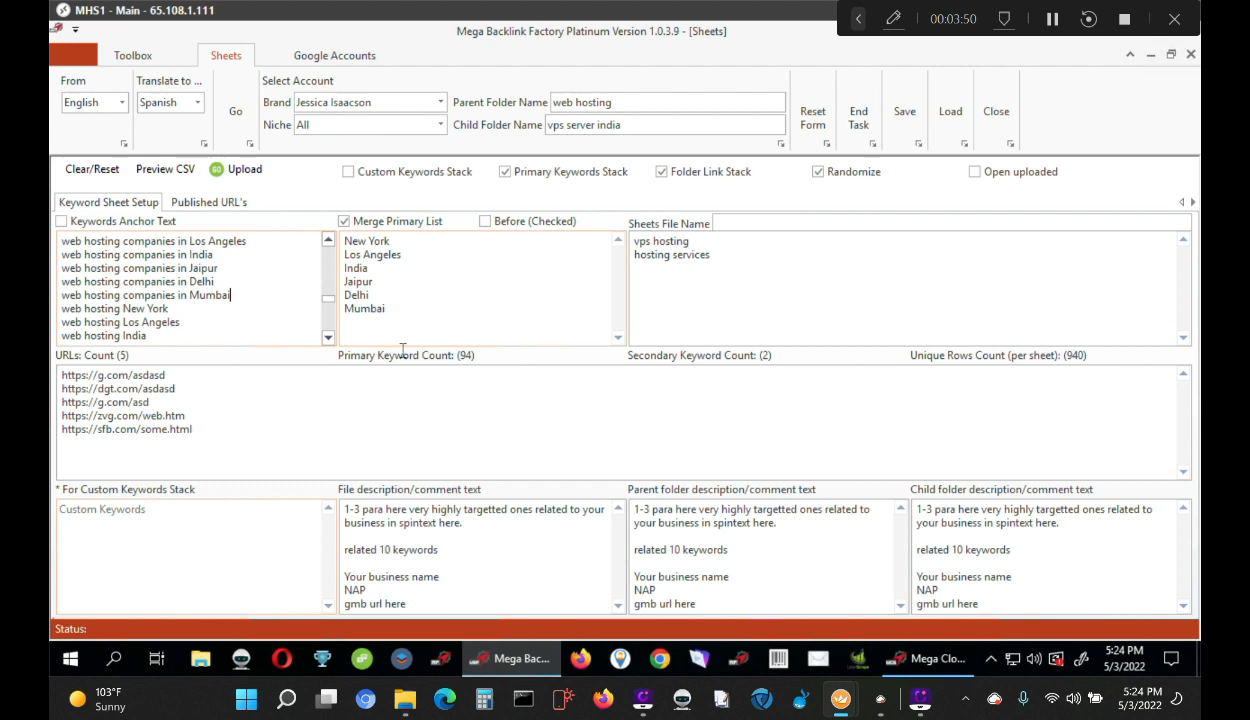 MHS1 - Main - 65.108.1.111
00:03:50
Mega Backlink Factory Platinum Version 1.0.3.9 - [Sheets]
Toolbox Sheets Google Accounts
From Translate to ... Select Account
English Spanish Go Brand Jessica Isaacson Parent Folder Name web hosting
Niche All Child Folder Name vps server india
Reset Form End Task Save Load Close
Clear/Reset Preview CSV GO Upload Custom Keywords Stack Primary Keywords Stack Folder Link Stack Randomize Open uploaded
Keyword Sheet Setup Published URL's
Keywords Anchor Text Merge Primary List Before (Checked) Sheets File Name
web hosting companies in Los Angeles
web hosting companies in India
web hosting companies in Jaipur
web hosting companies in Delhi
web hosting companies in Mumbai
web hosting New York
web hosting Los Angeles
web hosting India
New York
Los Angeles
India
Jaipur
Delhi
Mumbai
vps hosting
hosting services
URLs: Count (5) Primary Keyword Count: (94) Secondary Keyword Count: (2) Unique Rows Count (per sheet): (940)
https://g.com/asdasd
https://dgt.com/asdasd
https://g.com/asd
https://zvg.com/web.htm
https://sfb.com/some.html
* For Custom Keywords Stack File description/comment text Parent folder description/comment text Child folder description/comment text
Custom Keywords
1-3 para here very highly targetted ones related to your
business in spintext here.
related 10 keywords
Your business name
NAP
gmb url here
1-3 para here very highly targetted ones related to
your business in spintext here.
related 10 keywords
Your business name
NAP
gmb url here
1-3 para here very highly targetted ones related to
your business in spintext here.
related 10 keywords
Your business name
NAP
gmb url here
Status:
Mega Bac... Mega Clo... 5:24 PM
5/3/2022
103°F
Sunny
5:24 PM
5/3/2022